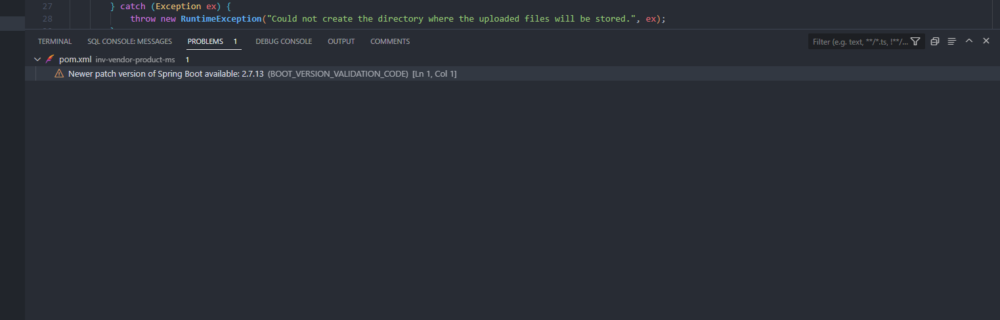 27 } catch (Exception ex) {
28 throw new RuntimeException("Could not create the directory where the uploaded files will be stored.", ex);
TERMINAL SQL CONSOLE: MESSAGES PROBLEMS 1 DEBUG CONSOLE OUTPUT COMMENTS Filter (e.g. text, **/*.ts, !**/...
pom.xml inv-vendor-product-ms 1
Newer patch version of Spring Boot available: 2.7.13 (BOOT_VERSION_VALIDATION_CODE) [Ln 1, Col 1]